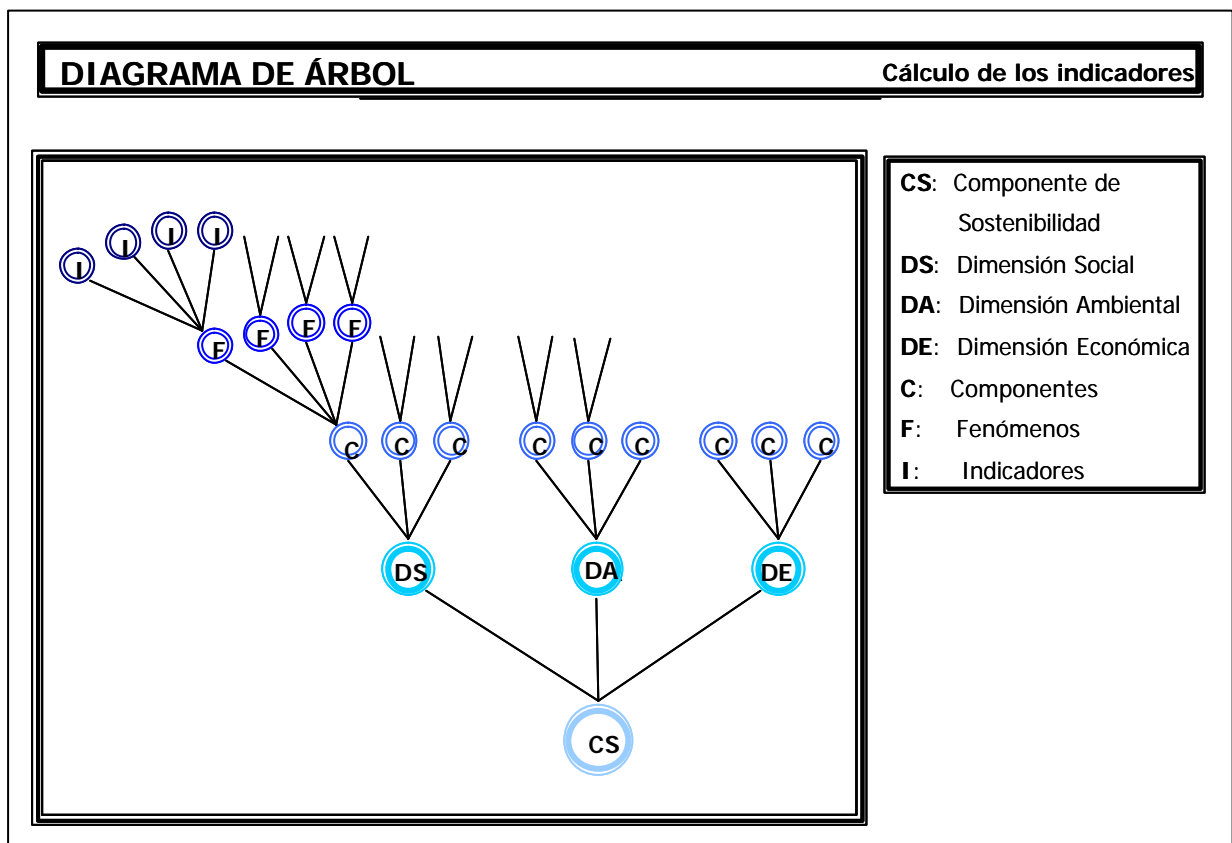 DIAGRAMA DE ÁRBOL
Cálculo de los indicadores
I I I I
F F F F
C C C C C C C C C
DS DA DE
CS
CS: Componente de
Sostenibilidad
DS: Dimensión Social
DA: Dimensión Ambiental
DE: Dimensión Económica
C: Componentes
F: Fenómenos
I: Indicadores